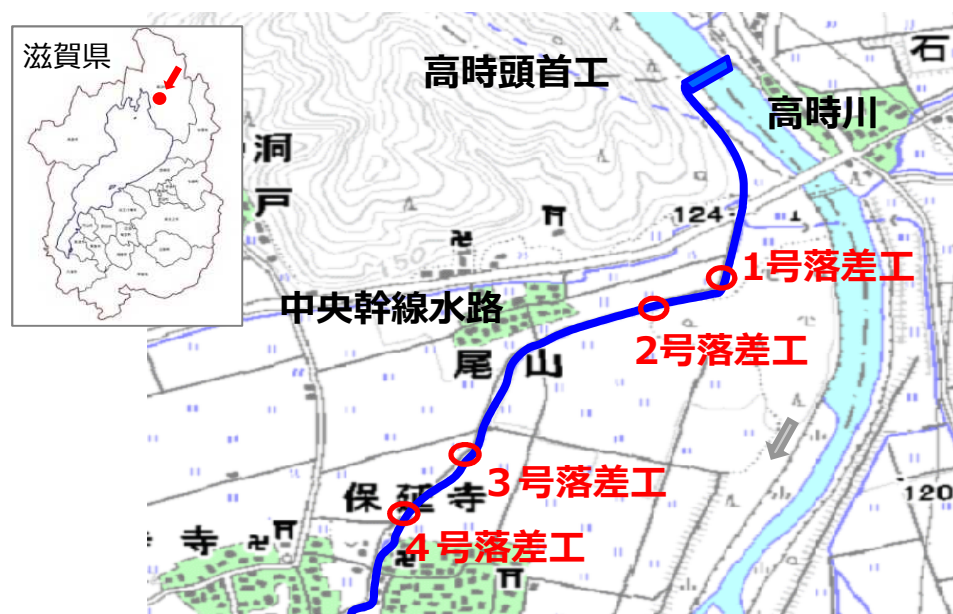 滋賀県
高時頭首工
石
高時川
洞
戸
124
1号落差工
中央幹線水路
2号落差工
尾山
3号落差工
保延寺
120
寺
4号落差工